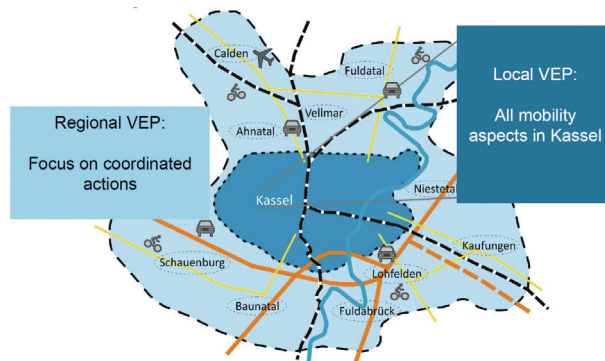 Calden
Fuldatal
Vellmar
Ahnatal
Regional VEP:
Focus on coordinated
actions
Local VEP:
All mobility
aspects in Kassel
Kassel
Niestetal
Kaufungen
Schauenburg
Lohfelden
Baunatal
Fuldabrück